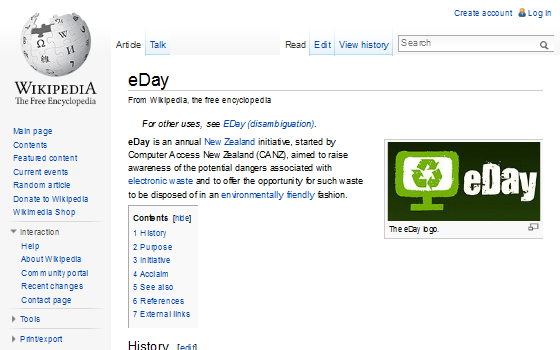 Create account Log In
Article Talk Read Edit View history Search
WIKIPEDIA
The Free Encyclopedia
eDay
From Wikipedia, the free encyclopedia
For other uses, see EDay (disambiguation).
eDay is an annual New Zealand initiative, started by
Computer Access New Zealand (CANZ), aimed to raise
awareness of the potential dangers associated with
electronic waste and to offer the opportunity for such waste
to be disposed of in an environmentally friendly fashion.
eDay
The eDay logo.
Contents [hide]
1 History
2 Purpose
3 Initiative
4 Acclaim
5 See also
6 References
7 External links
History [edit]
Main page
Contents
Featured content
Current events
Random article
Donate to Wikipedia
Wikimedia Shop
Interaction
Help
About Wikipedia
Community portal
Recent changes
Contact page
Tools
Print/export